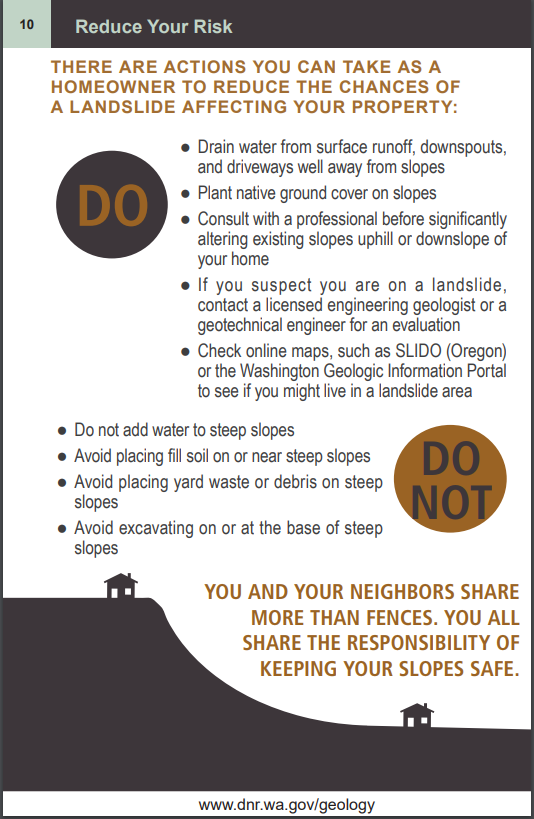 10
Reduce Your Risk
THERE ARE ACTIONS YOU CAN TAKE AS A
HOMEOWNER TO REDUCE THE CHANCES OF
A LANDSLIDE AFFECTING YOUR PROPERTY:
DO
● Drain water from surface runoff, downspouts,
and driveways well away from slopes
● Plant native ground cover on slopes
● Consult with a professional before significantly
altering existing slopes uphill or downslope of
your home
● If you suspect you are on a landslide,
contact a licensed engineering geologist or a
geotechnical engineer for an evaluation
● Check online maps, such as SLIDO (Oregon)
or the Washington Geologic Information Portal
to see if you might live in a landslide area
● Do not add water to steep slopes
● Avoid placing fill soil on or near steep slopes
● Avoid placing yard waste or debris on steep
slopes
● Avoid excavating on or at the base of steep
slopes
DO
NOT
YOU AND YOUR NEIGHBORS SHARE
MORE THAN FENCES. YOU ALL
SHARE THE RESPONSIBILITY OF
KEEPING YOUR SLOPES SAFE.
www.dnr.wa.gov/geology